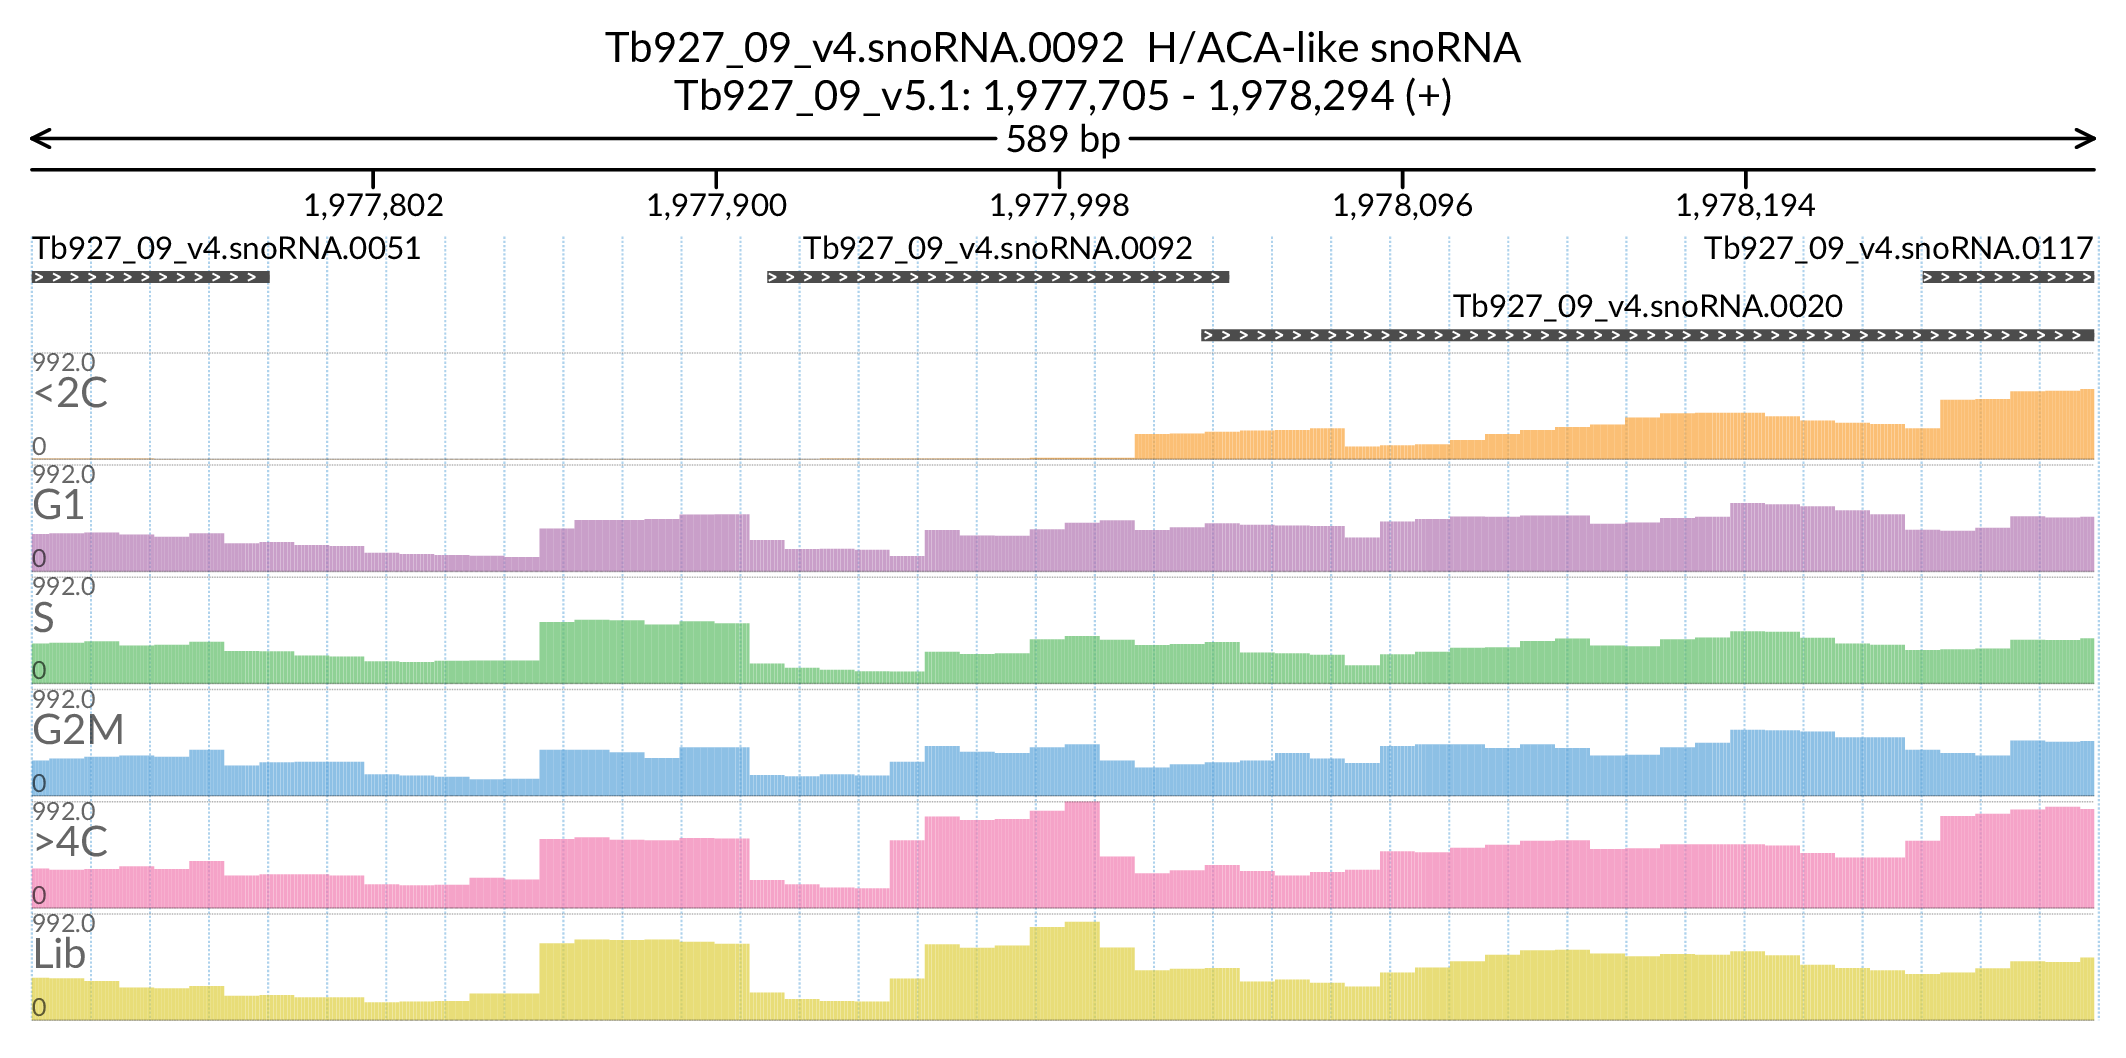 Tb927_09_v4.snoRNA.0092 H/ACA-like snoRNA
Tb927_09_v5.1: 1,977,705 - 1,978,294 (+)
589 bp
1,977,802 1,977,900 1,977,998 1,978,096 1,978,194
Tb927_09_v4.snoRNA.0051 Tb927_09_v4.snoRNA.0092 Tb927_09_v4.snoRNA.0117
Tb927_09_v4.snoRNA.0020
992.0
<2C
0
992.0
G1
0
992.0
S
0
992.0
G2M
0
992.0
>4C
0
992.0
Lib
0